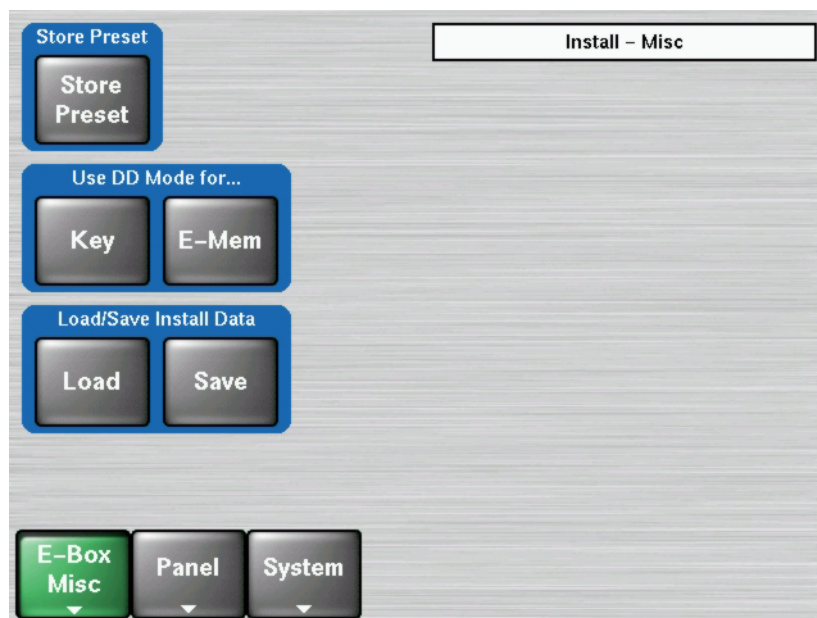 Store Preset
Install – Misc
Store
Preset
Use DD Mode for...
Key
E–Mem
Load/Save Install Data
Load
Save
E–Box
Misc
Panel
System